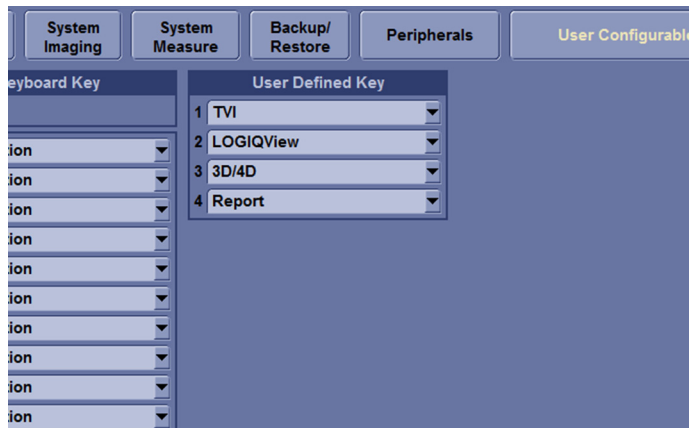 System Imaging
System Measure
Backup/ Restore
Peripherals
User Configurable
eyboard Key
User Defined Key
1 TVI
2 LOGIQView
3 3D/4D
4 Report
tion
tion
tion
tion
tion
tion
tion
tion
tion
tion